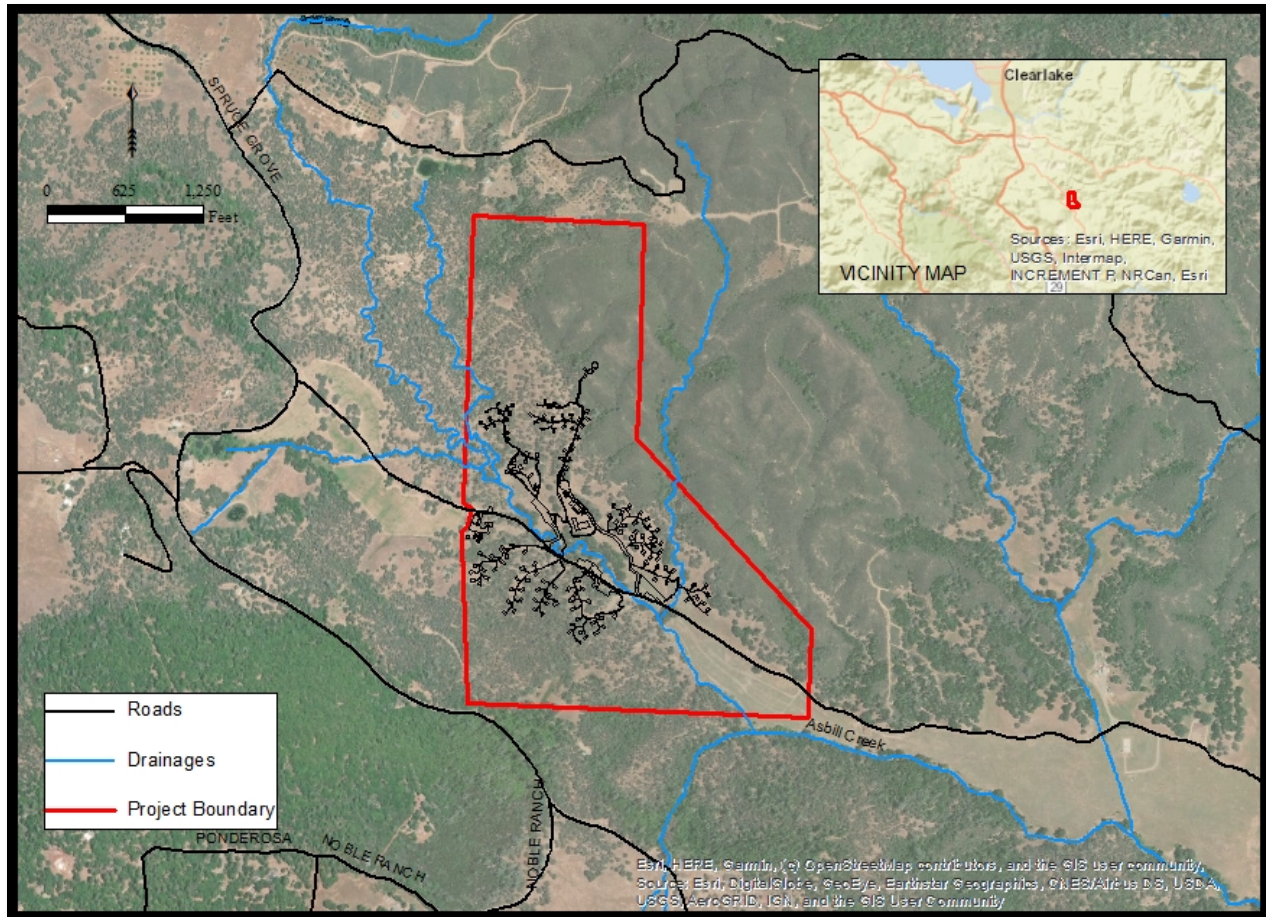 Clearlake
SPRUCE GROVE
0 625 1,250
Feet
Sources: Esri, HERE, Garmin,
USGS, Intermap,
INCREMENT P, NRCan, Esri
VICINITY MAP
29
Roads
Drainages
Project Boundary
Asbill Creek
NOBLE RANCH
PONDEROSA
NOBLE RANCH
Esri, HERE, Garmin, (c) OpenStreetMap contributors, and the GIS user community,
Source: Esri, DigitalGlobe, GeoEye, Earthstar Geographics, CNES/Airbus DS, USDA,
USGS, AeroGRID, IGN, and the GIS User Community